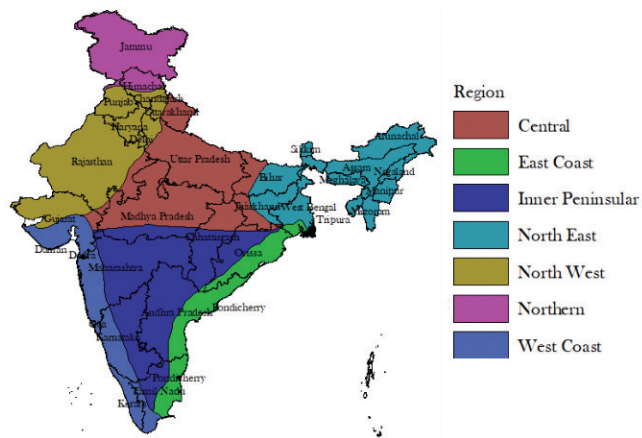 Jammu
Himachal
Punjab
Chandigarh
Uttarakhand
Haryana
Delhi
Rajasthan
Uttar Pradesh
Sikkim
Arunachal
Assam
Nagaland
Meghalaya
Manipur
Mizoram
Bihar
Jharkhand
West Bengal
Tripura
Gujarat
Madhya Pradesh
Daman
Chhattisgarh
Maharashtra
Orissa
Pondicherry
Andhra Pradesh
Goa
Karnataka
Pondicherry
Tamil Nadu
Kerala
Region
Central
East Coast
Inner Peninsular
North East
North West
Northern
West Coast